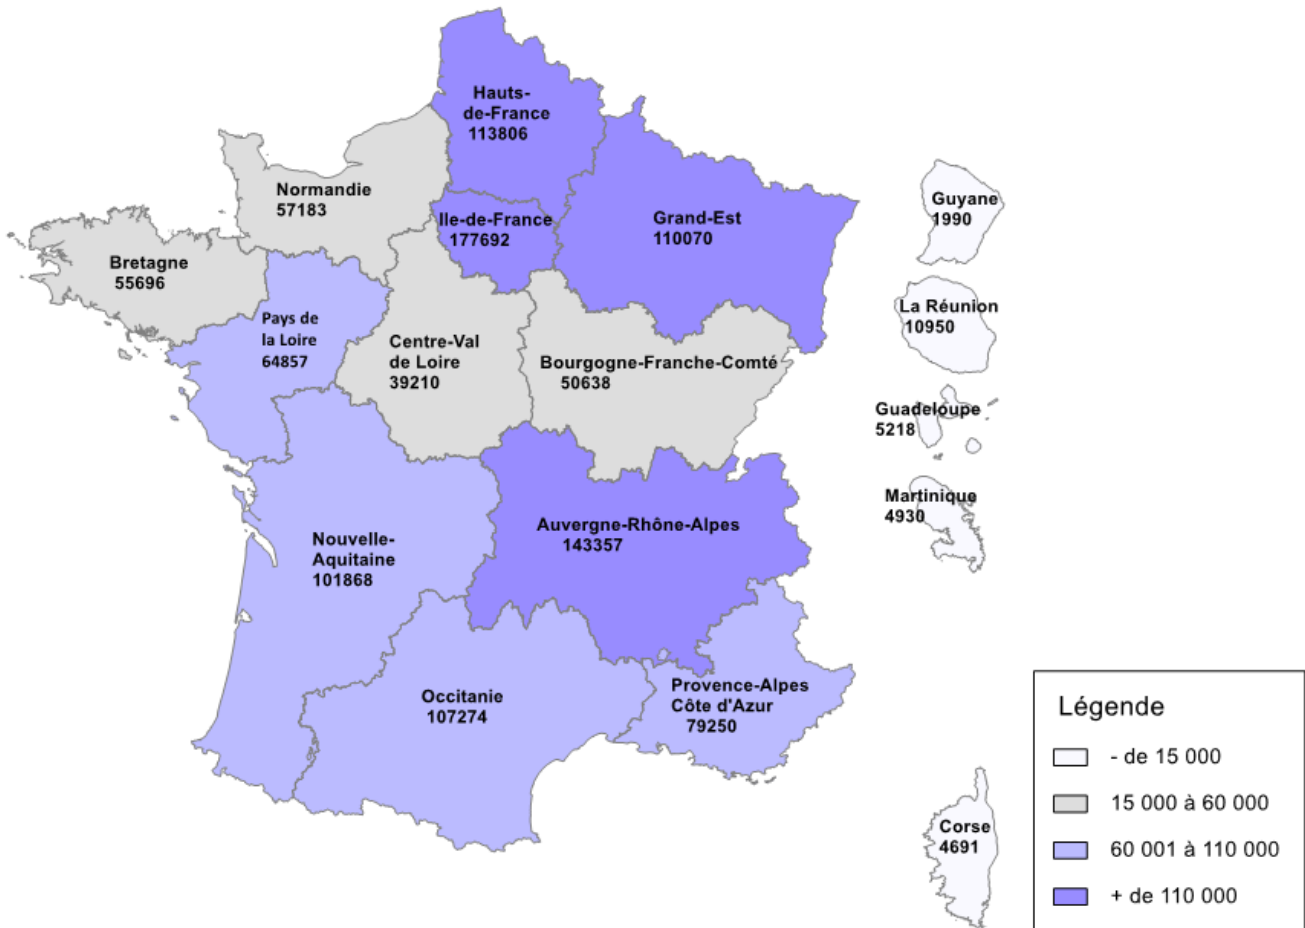 Hauts-
de-France
113806
Normandie
57183
Ile-de-France
177692
Grand-Est
110070
Guyane
1990
Bretagne
55696
La Réunion
10950
Pays de
la Loire
64857
Centre-Val
de Loire
39210
Bourgogne-Franche-Comté
50638
Guadeloupe
5218
Martinique
4930
Auvergne-Rhône-Alpes
143357
Nouvelle-
Aquitaine
101868
Occitanie
107274
Provence-Alpes
Côte d'Azur
79250
Corse
4691
Légende
- de 15 000
15 000 à 60 000
60 001 à 110 000
+ de 110 000